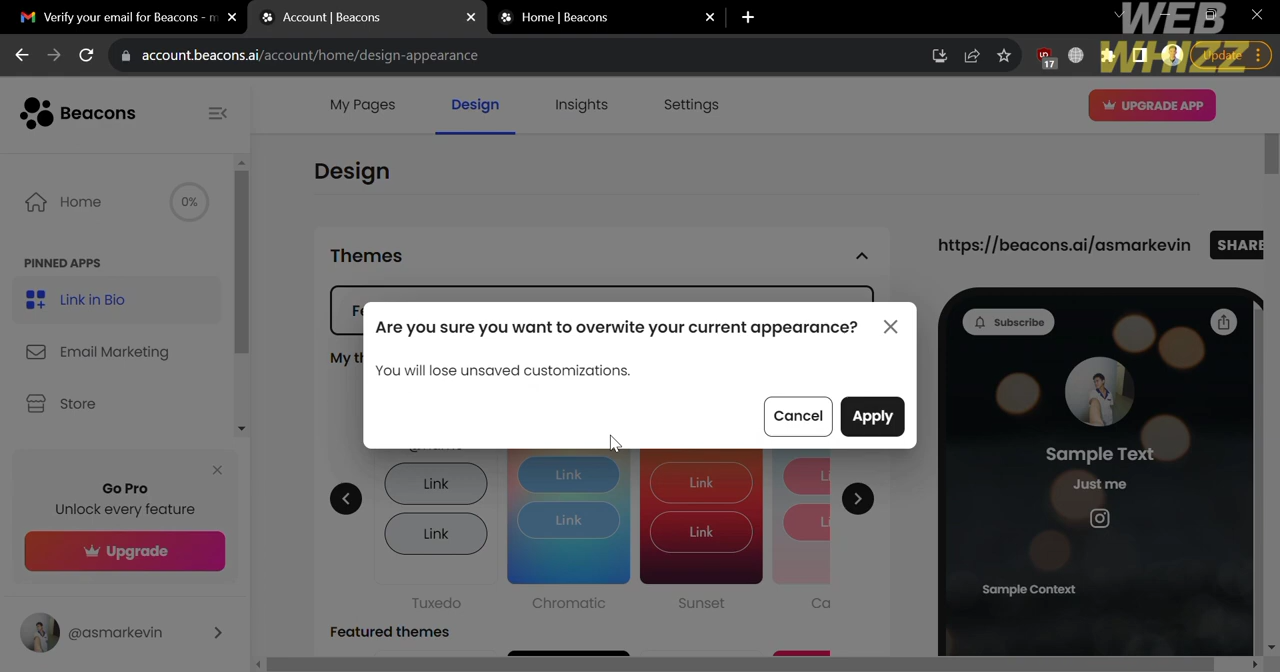 Verify your email for Beacons - m
Account | Beacons
Home | Beacons
WEB
WHIZZ
account.beacons.ai/account/home/design-appearance
17
Update
Beacons
My Pages
Design
Insights
Settings
UPGRADE APP
Home
0%
PINNED APPS
Link in Bio
Email Marketing
Store
Go Pro
Unlock every feature
Upgrade
@asmarkevin
Design
Themes
https://beacons.ai/asmarkevin
SHARE
Are you sure you want to overwite your current appearance?
You will lose unsaved customizations.
Cancel
Apply
Link
Link
Link
Link
Link
Link
Tuxedo
Chromatic
Sunset
Ca
Featured themes
Subscribe
Sample Text
Just me
Sample Context